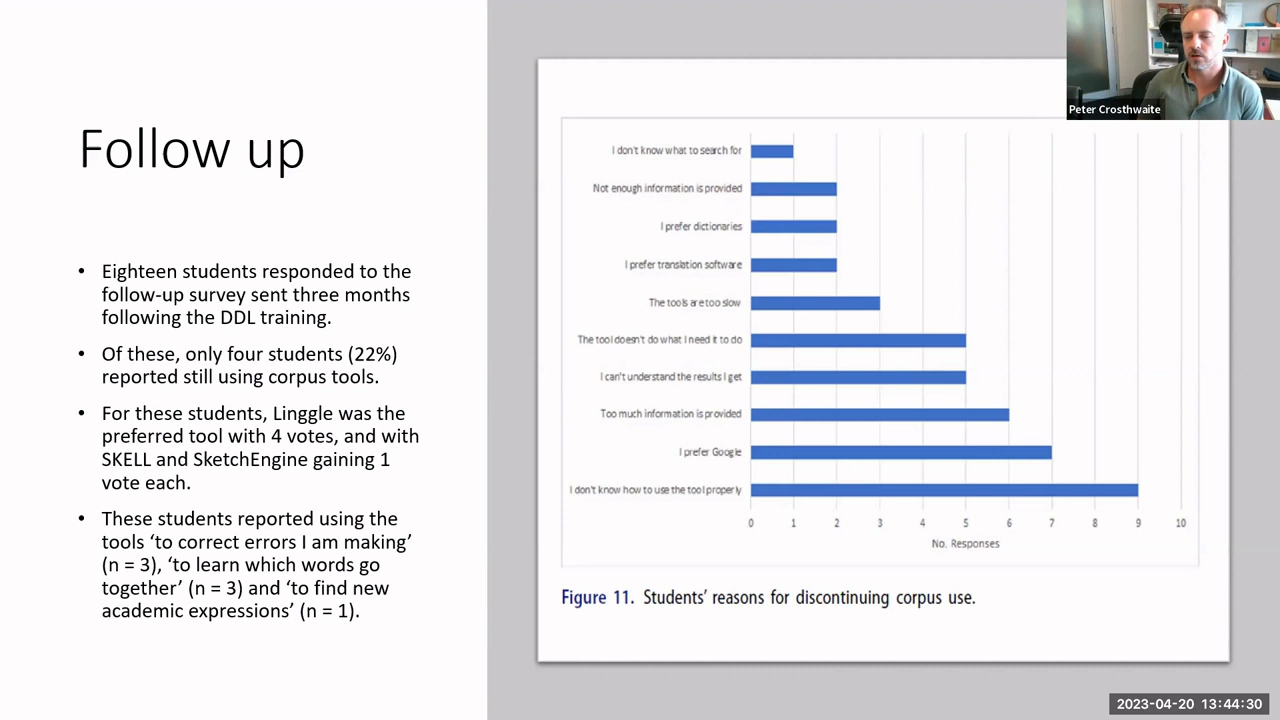 Follow up
• Eighteen students responded to the
follow-up survey sent three months
following the DDL training.
• Of these, only four students (22%)
reported still using corpus tools.
• For these students, Linggle was the
preferred tool with 4 votes, and with
SKELL and SketchEngine gaining 1
vote each.
• These students reported using the
tools ‘to correct errors I am making’
(n = 3), ‘to learn which words go
together’ (n = 3) and ‘to find new
academic expressions’ (n = 1).
I don't know what to search for
Not enough information is provided
I prefer dictionaries
I prefer translation software
The tools are too slow
The tool doesn't do what I need it to do
I can't understand the results I get
Too much information is provided
I prefer Google
I don't know how to use the tool properly
0 1 2 3 4 5 6 7 8 9 10
No. Responses
Figure 11. Students’ reasons for discontinuing corpus use.
Peter Crosthwaite
2023-04-20 13:44:30